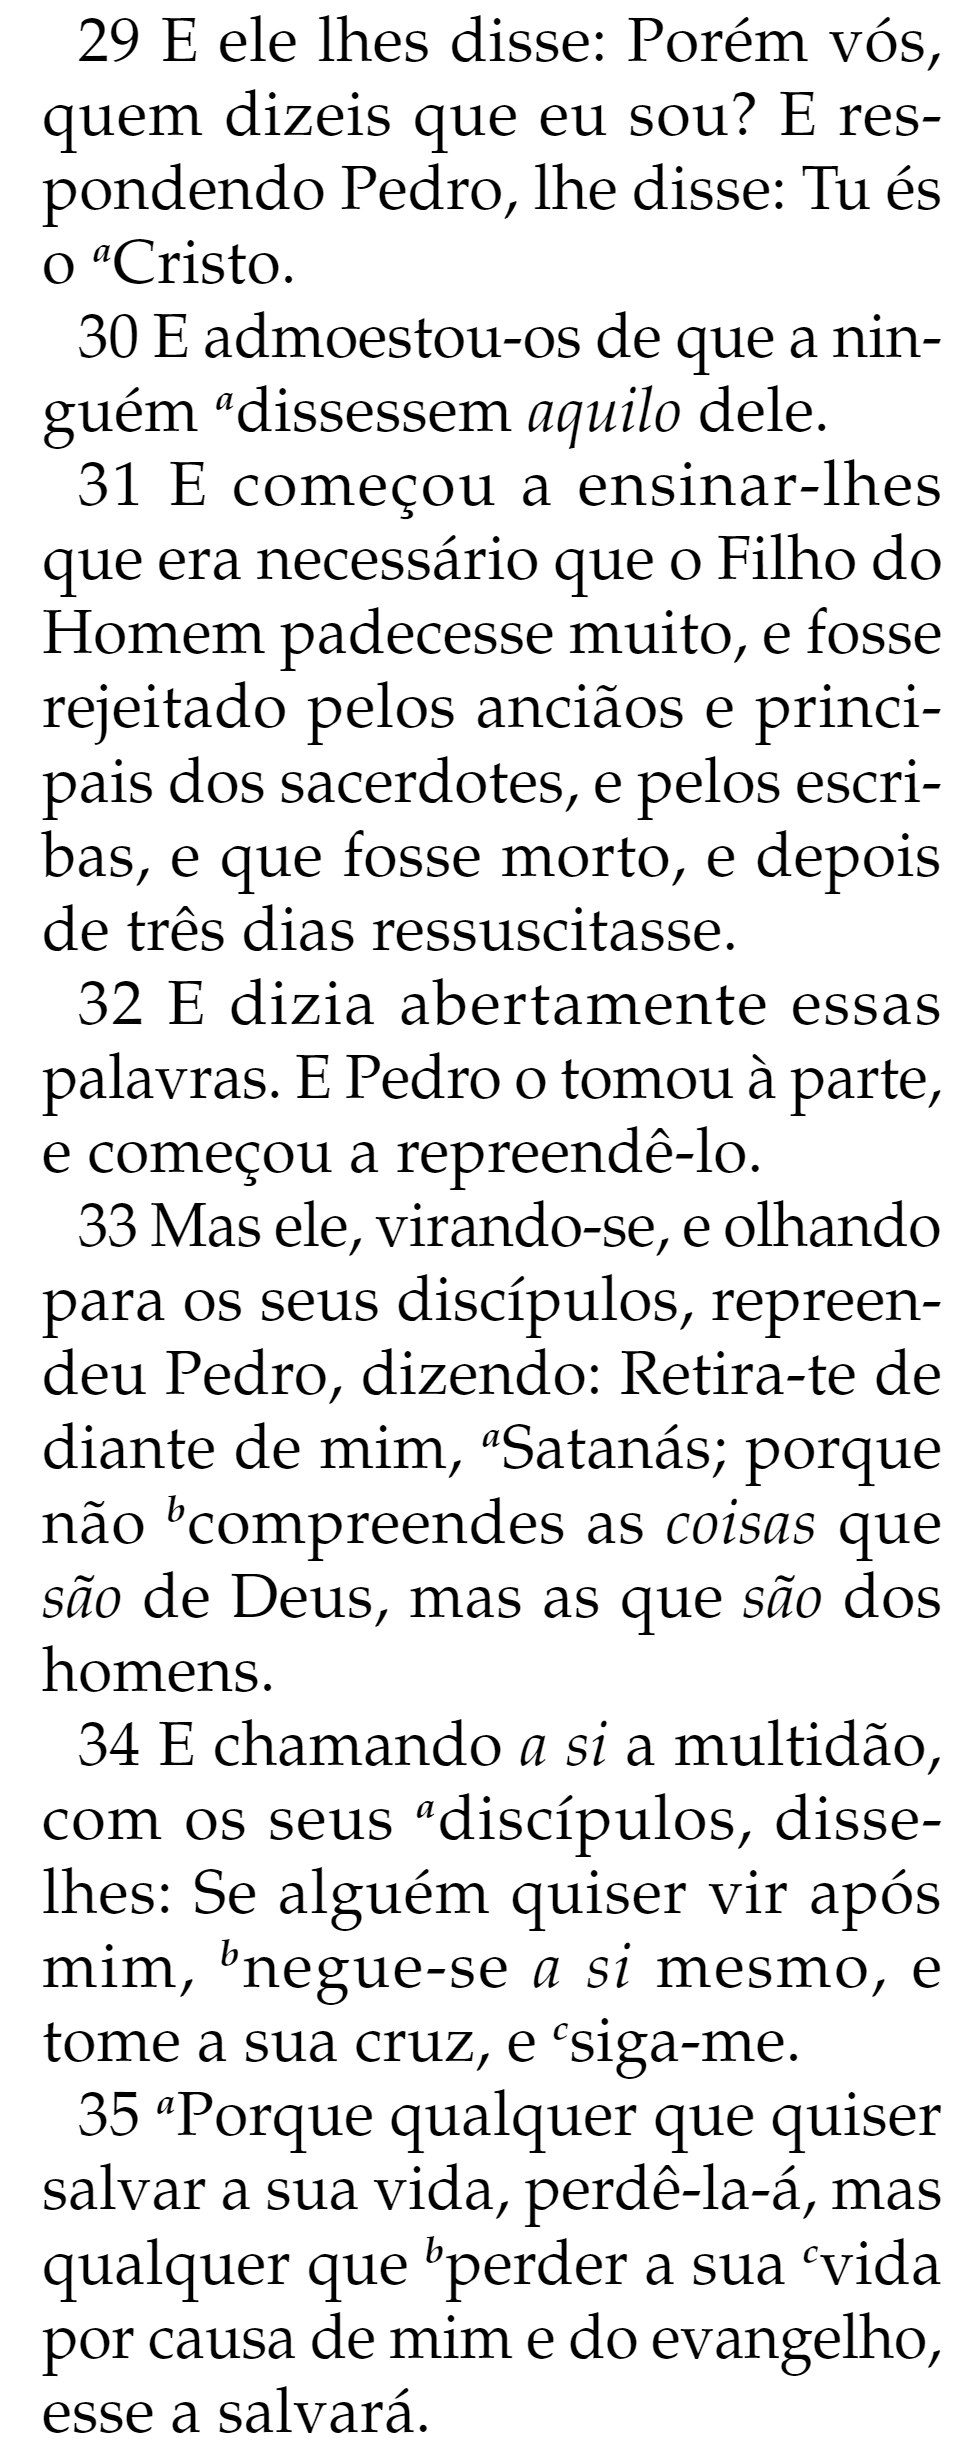 29 E ele lhes disse: Porém vós,
quem dizeis que eu sou? E res-
pondendo Pedro, lhe disse: Tu és
o aCristo.
30 E admoestou-os de que a nin-
guém adissessem aquilo dele.
31 E começou a ensinar-lhes
que era necessário que o Filho do
Homem padecesse muito, e fosse
rejeitado pelos anciãos e princi-
pais dos sacerdotes, e pelos escri-
bas, e que fosse morto, e depois
de três dias ressuscitasse.
32 E dizia abertamente essas
palavras. E Pedro o tomou à parte,
e começou a repreendê-lo.
33 Mas ele, virando-se, e olhando
para os seus discípulos, repreen-
deu Pedro, dizendo: Retira-te de
diante de mim, aSatanás; porque
não bcompreendes as coisas que
são de Deus, mas as que são dos
homens.
34 E chamando a si a multidão,
com os seus adiscípulos, disse-
lhes: Se alguém quiser vir após
mim, bnegue-se a si mesmo, e
tome a sua cruz, e csiga-me.
35 aPorque qualquer que quiser
salvar a sua vida, perdê-la-á, mas
qualquer que bperder a sua cvida
por causa de mim e do evangelho,
esse a salvará.